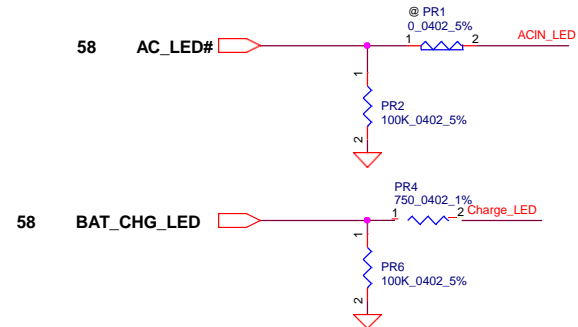 @ PR1
0_0402_5%
58 AC_LED# 1 2 ACIN_LED
1
PR2
100K_0402_5%
2
PR4
750_0402_1%
58 BAT_CHG_LED 1 2 Charge_LED
1
PR6
100K_0402_5%
2